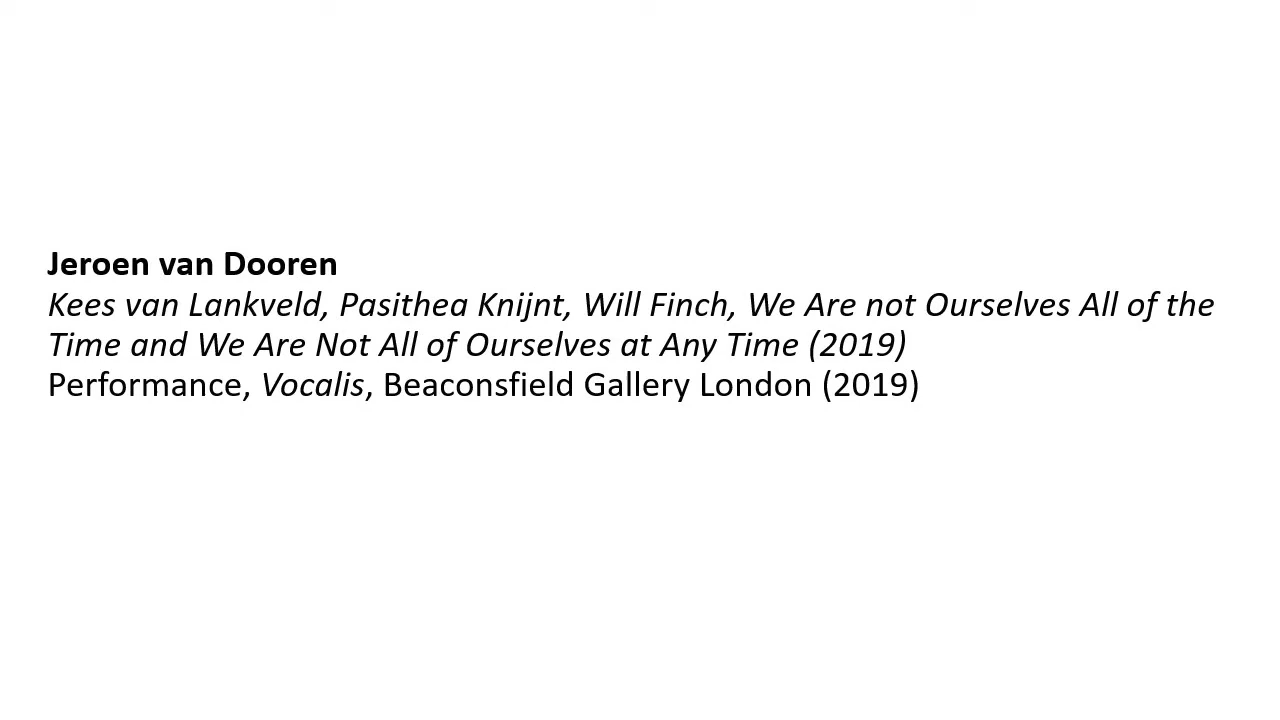 Jeroen van Dooren
Kees van Lankveld, Pasithea Knijnt, Will Finch, We Are not Ourselves All of the
Time and We Are Not All of Ourselves at Any Time (2019)
Performance, Vocalis, Beaconsfield Gallery London (2019)